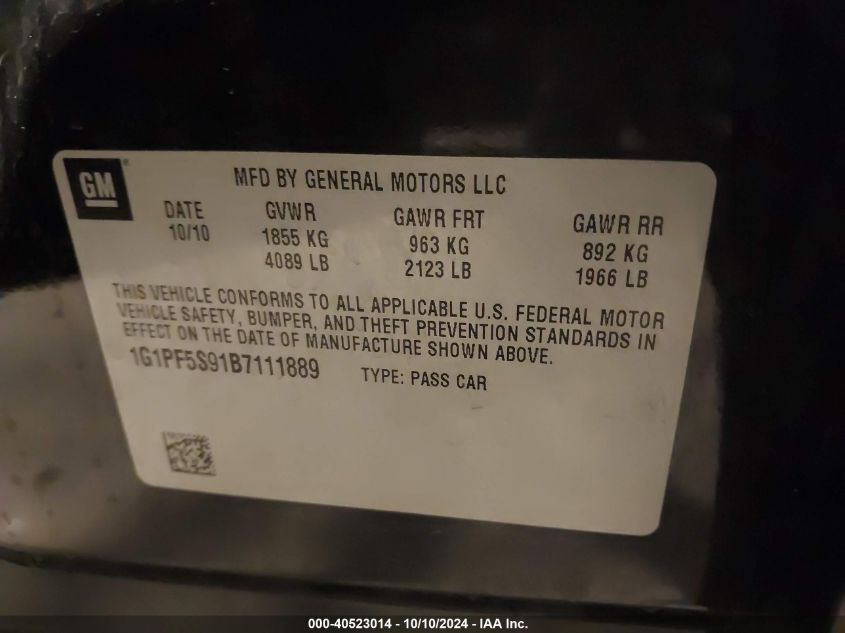 GM
MFD BY GENERAL MOTORS LLC
DATE GVWR GAWR FRT GAWR RR
10/10 1855 KG 963 KG 892 KG
4089 LB 2123 LB 1966 LB
THIS VEHICLE CONFORMS TO ALL APPLICABLE U.S. FEDERAL MOTOR
VEHICLE SAFETY, BUMPER, AND THEFT PREVENTION STANDARDS IN
EFFECT ON THE DATE OF MANUFACTURE SHOWN ABOVE.
1G1PF5S91B7111889 TYPE: PASS CAR
000-40523014 - 10/10/2024 - IAA Inc.